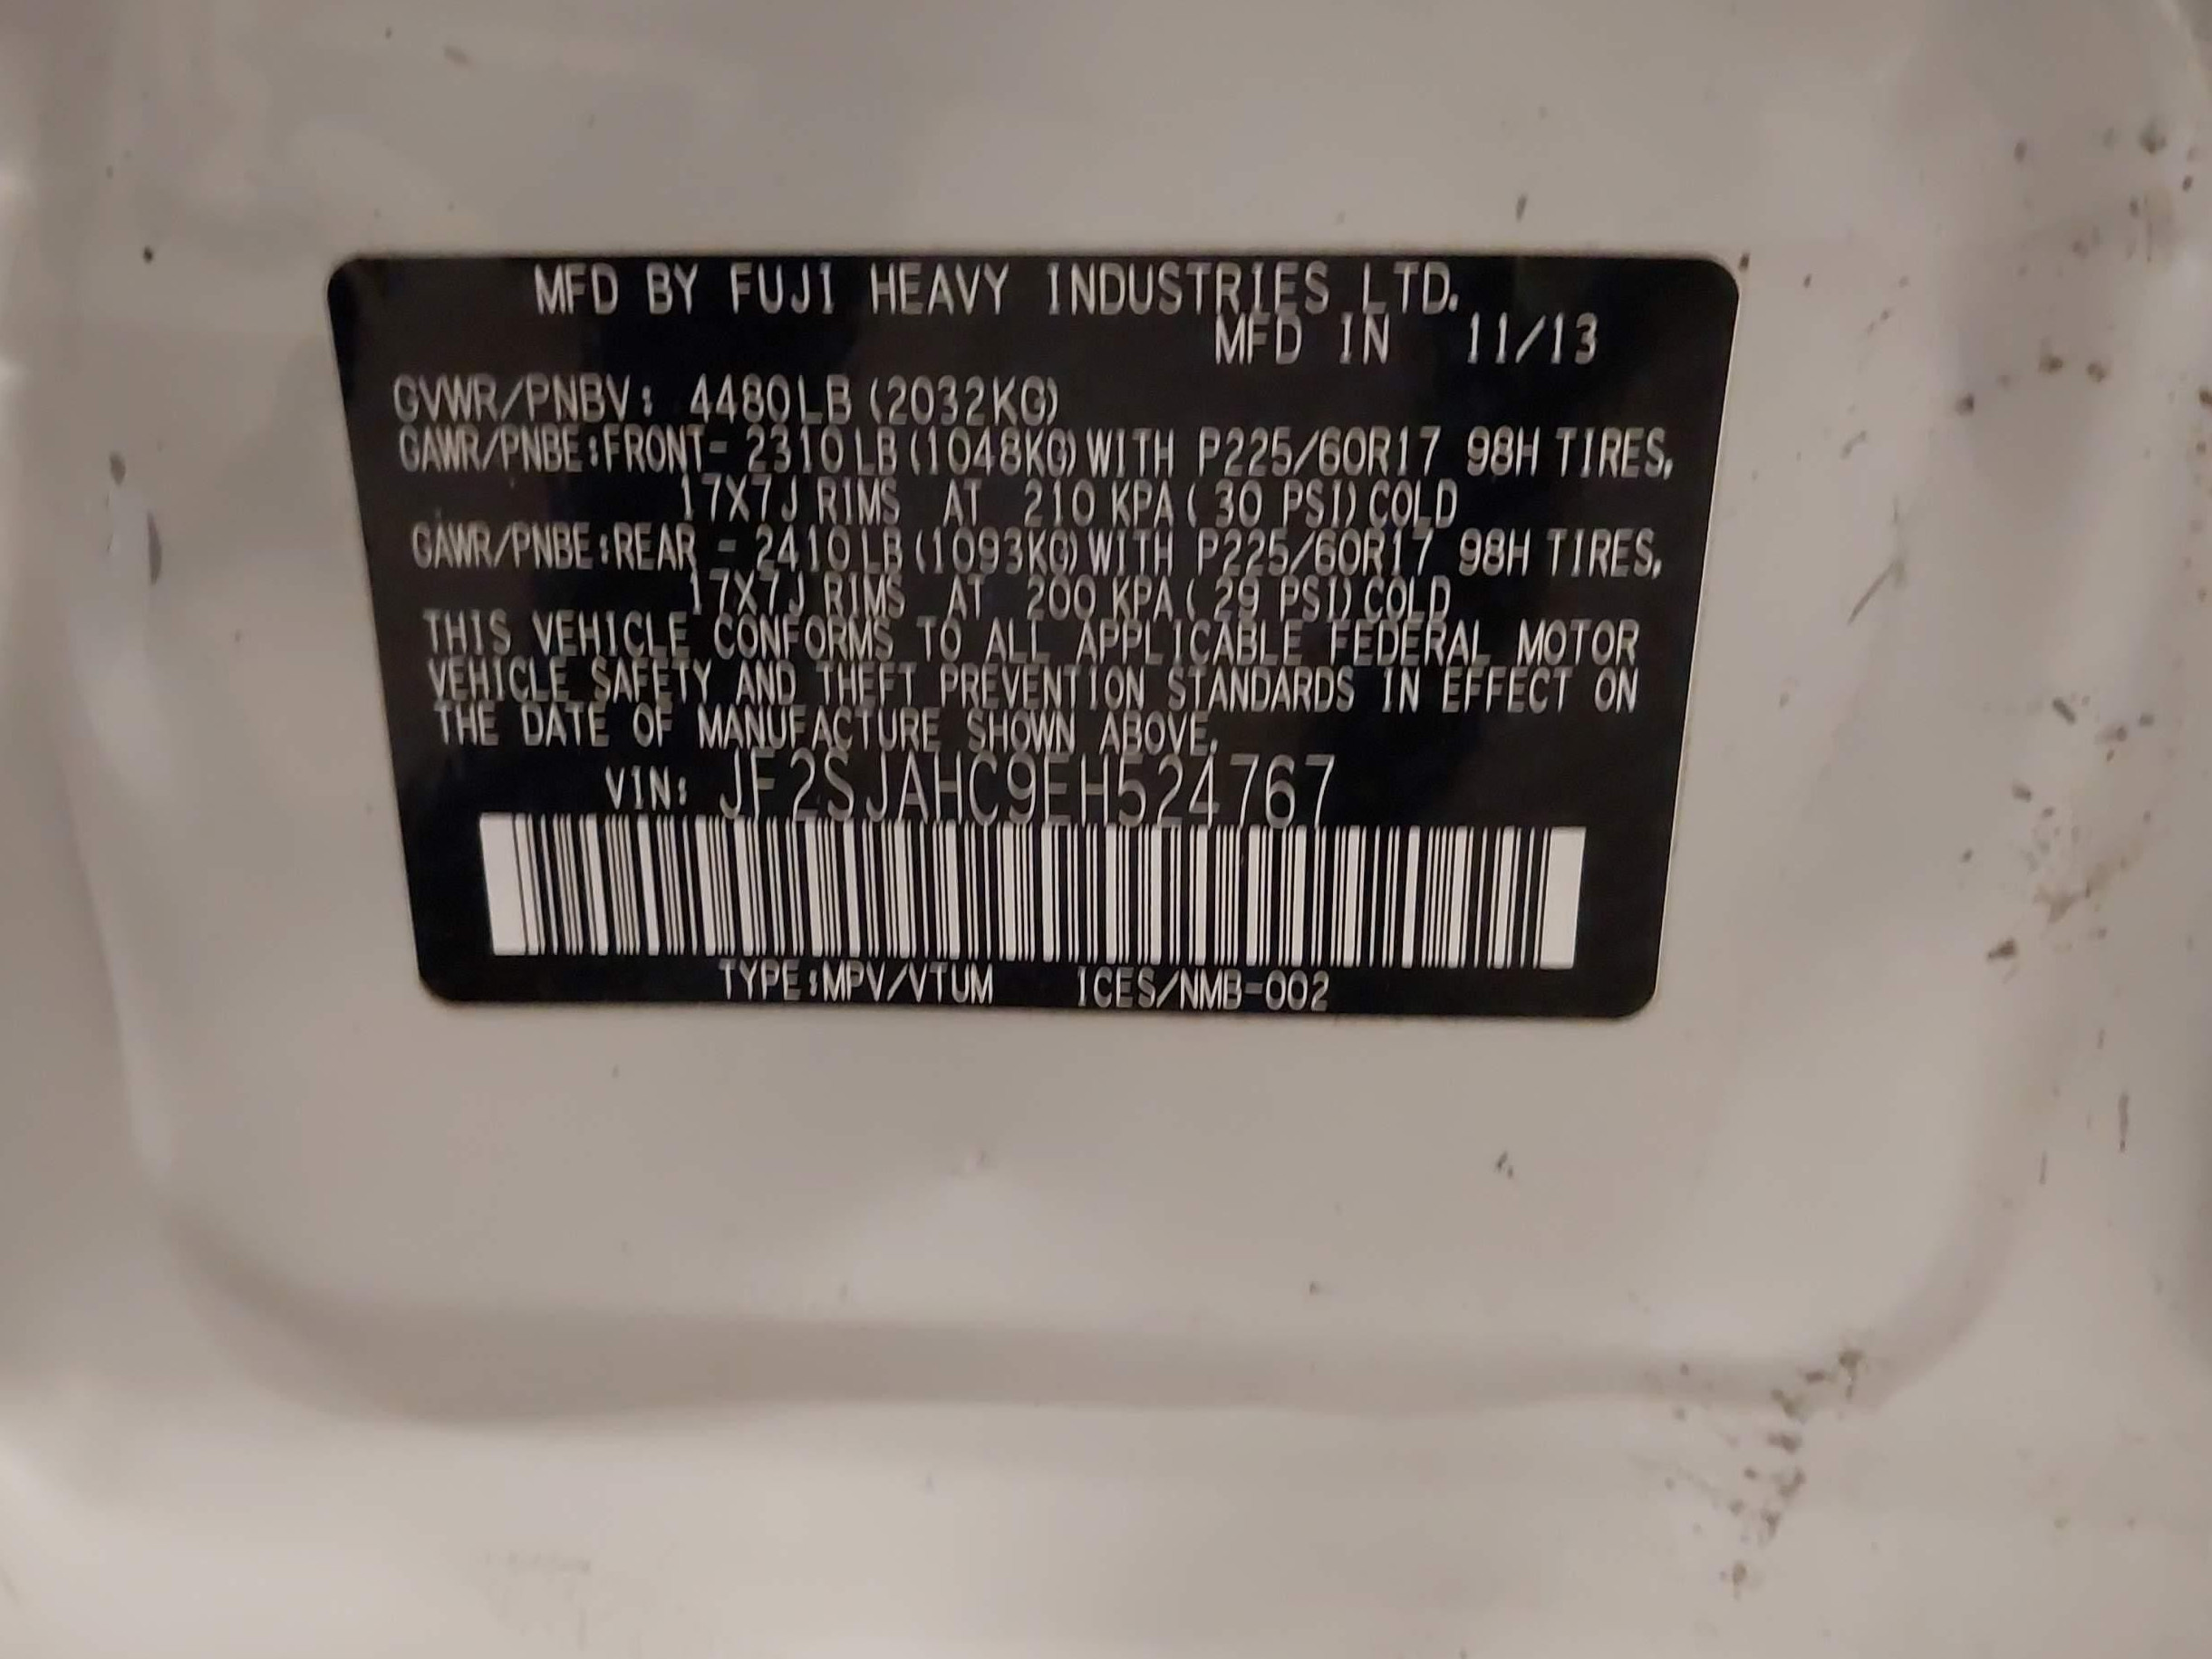 MFD BY FUJI HEAVY INDUSTRIES LTD.
MFD IN 11/13
GVWR/PNBV: 4480LB (2032KG)
GAWR/PNBE:FRONT- 2310LB(1048KG)WITH P225/60R17 98H TIRES,
17X7J RIMS AT 210 KPA( 30 PSI)COLD
GAWR/PNBE:REAR - 2410LB(1093KG)WITH P225/60R17 98H TIRES,
17X7J RIMS AT 200 KPA( 29 PSI)COLD
THIS VEHICLE CONFORMS TO ALL APPLICABLE FEDERAL MOTOR
VEHICLE SAFETY AND THEFT PREVENTION STANDARDS IN EFFECT ON
THE DATE OF MANUFACTURE SHOWN ABOVE.
VIN: JF2SJAHC9EH524767
TYPE:MPV/VTUM ICES/NMB-002